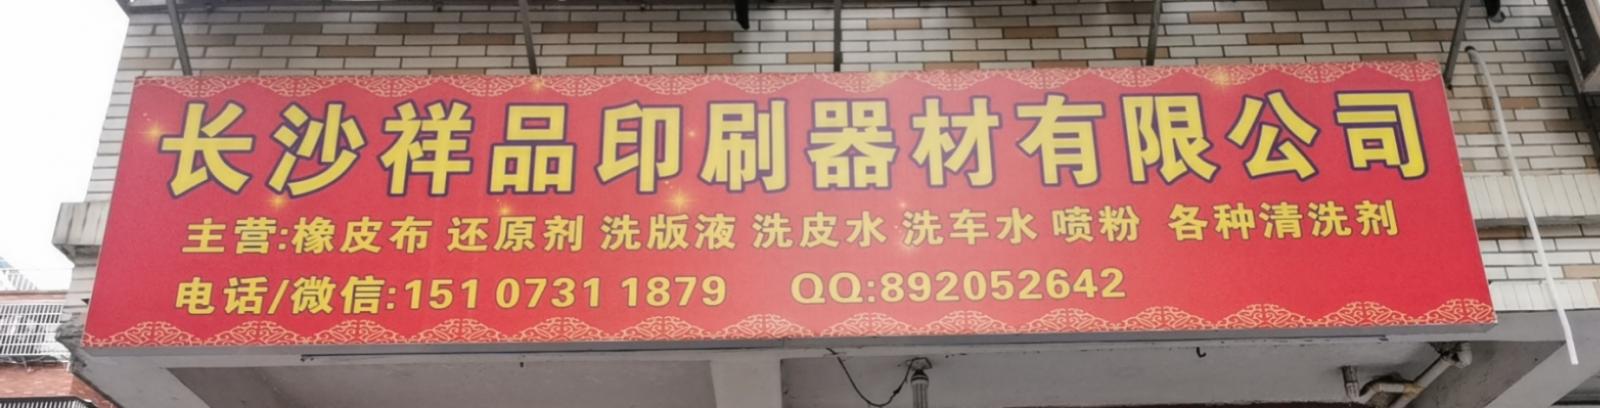 长沙祥品印刷器材有限公司
主营:橡皮布 还原剂 洗版液 洗皮水 洗车水 喷粉 各种清洗剂
电话/微信:151 0731 1879 QQ:892052642